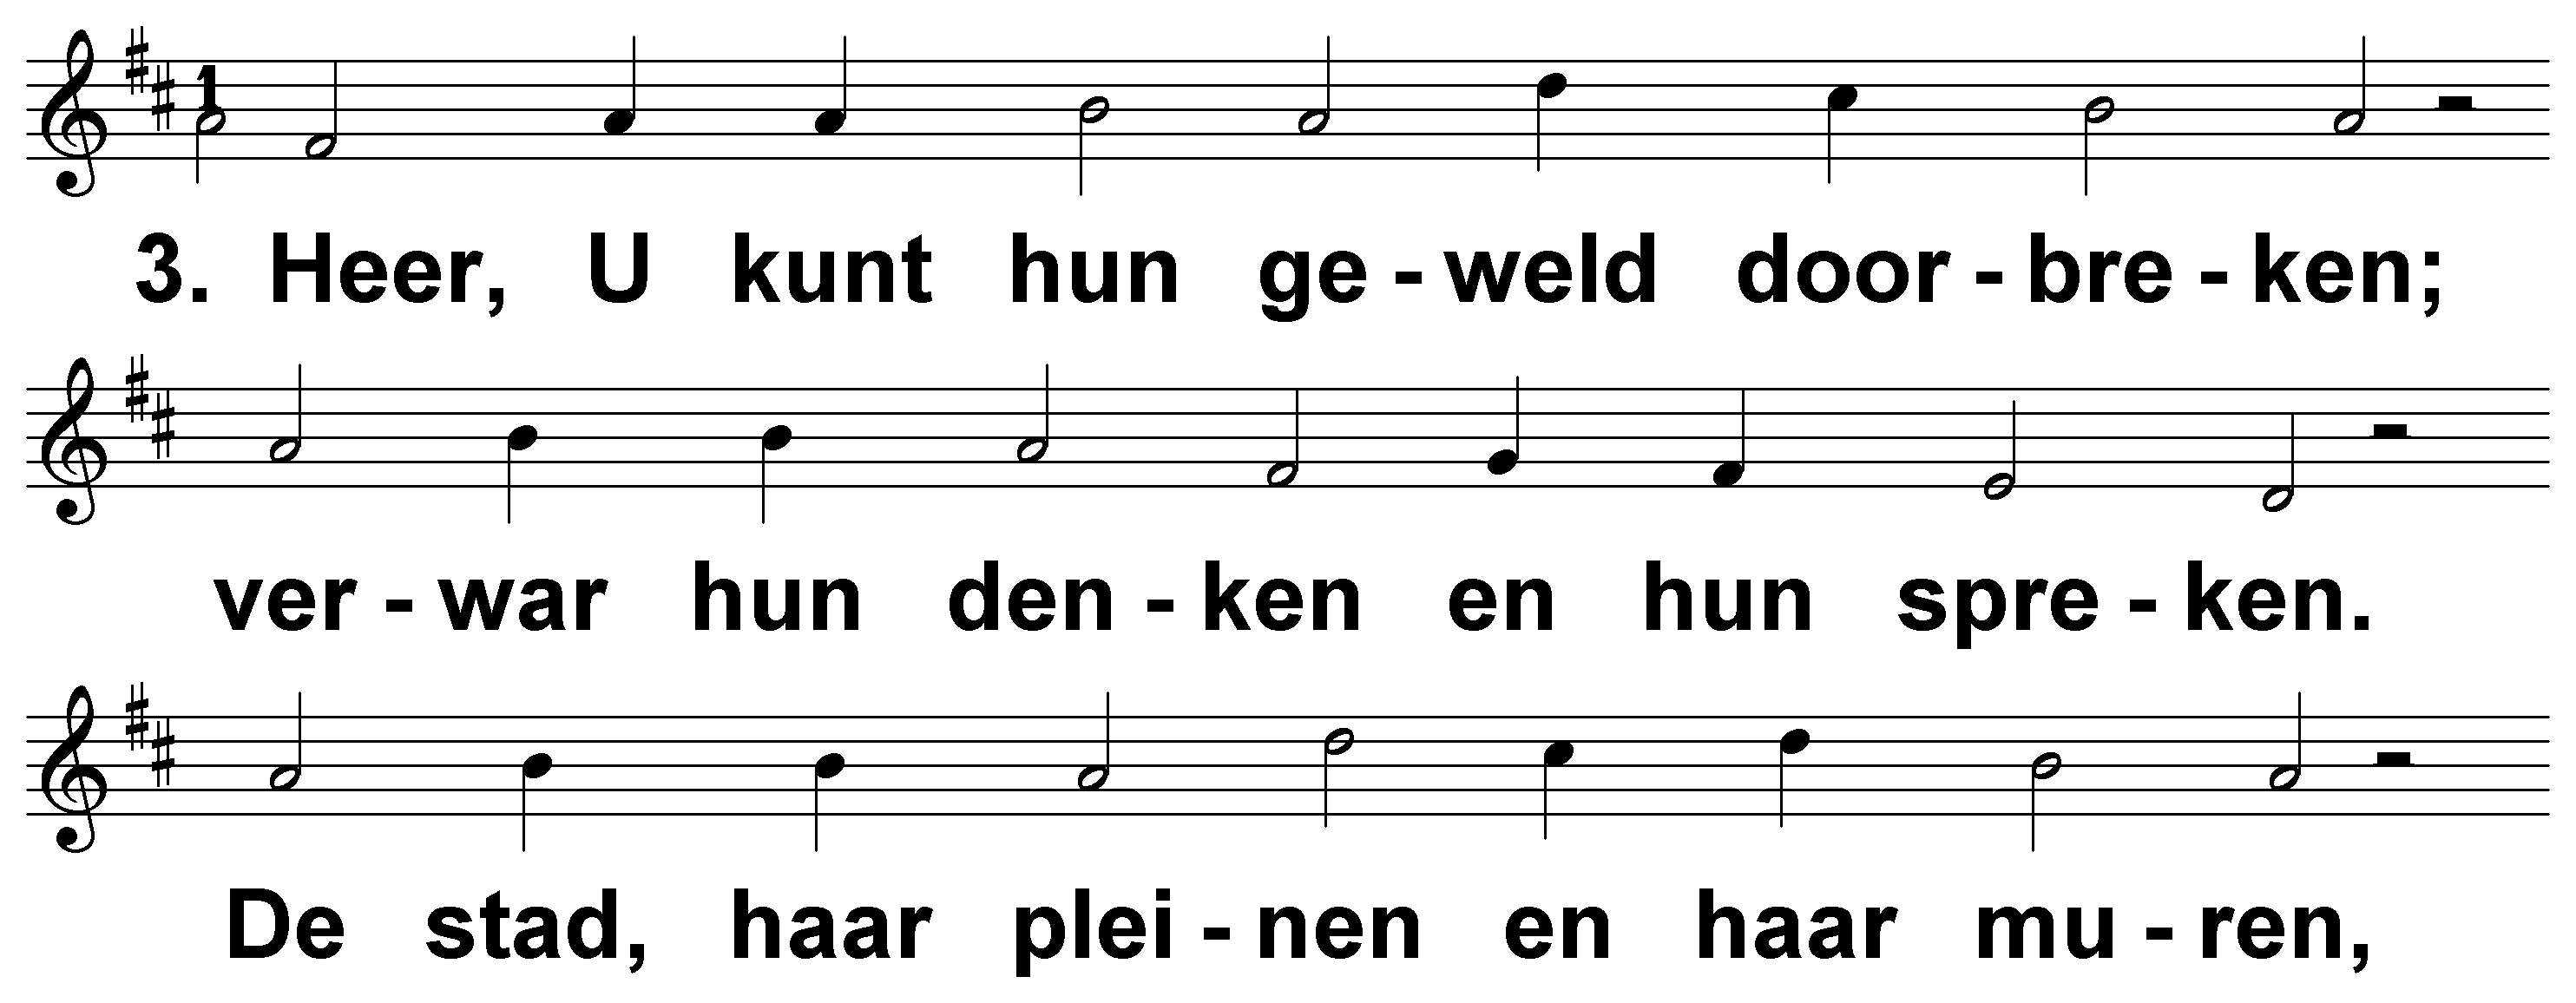 3. Heer, U kunt hun ge - weld door - bre - ken;
ver - war hun den - ken en hun spre - ken.
De stad, haar plei - nen en haar mu - ren,